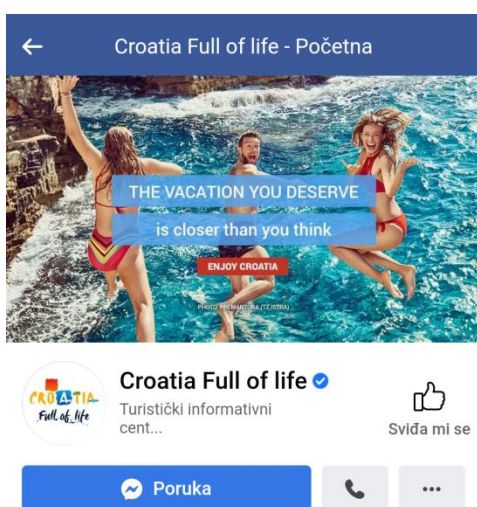 Croatia Full of life - Početna
THE VACATION YOU DESERVE
is closer than you think
ENJOY CROATIA
PHOTO: PREMANTURA (TZ ISTRA)
CROATIA
Full of life
Croatia Full of life
Turistički informativni
cent...
Sviđa mi se
Poruka